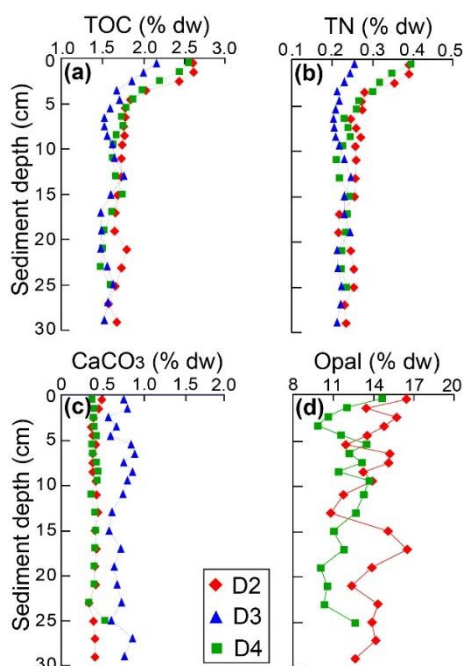 TOC (% dw)
1.0 1.5 2.0 2.5 3.0
(a)
0
5
10
15
20
25
30
Sediment depth (cm)
TN (% dw)
0.1 0.2 0.3 0.4 0.5
(b)
CaCO3 (% dw)
0 0.5 1.0 1.5 2.0
(c)
0
5
10
15
20
25
30
Sediment depth (cm)
D2
D3
D4
Opal (% dw)
8 11 14 17 20
(d)